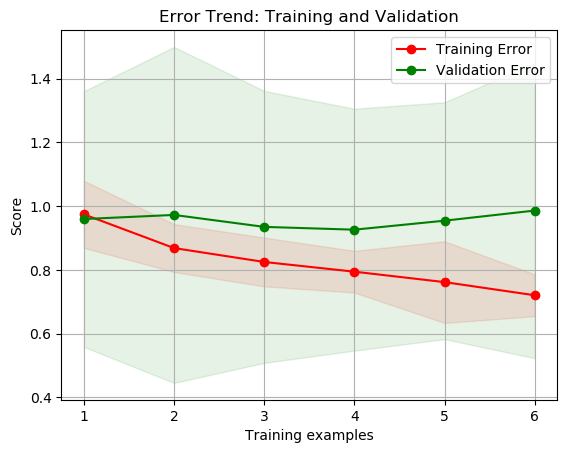 Error Trend: Training and Validation
Training Error
Validation Error
Score
1.4
1.2
1.0
0.8
0.6
0.4
1 2 3 4 5 6
Training examples